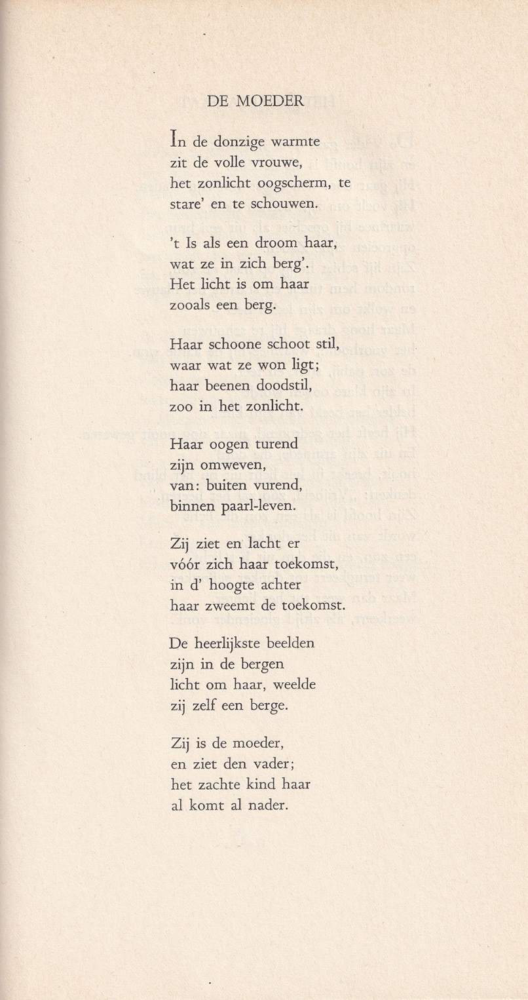 DE MOEDER
In de donzige warmte
zit de volle vrouwe,
het zonlicht oogscherm, te
stare’ en te schouwen.
’t Is als een droom haar,
wat ze in zich berg’.
Het licht is om haar
zooals een berg.
Haar schoone schoot stil,
waar wat ze won ligt;
haar beenen doodstil,
zoo in het zonlicht.
Haar oogen turend
zijn omweven,
van: buiten vurend,
binnen paarl-leven.
Zij ziet en lacht er
vóór zich haar toekomst,
in d’ hoogte achter
haar zweemt de toekomst.
De heerlijkste beelden
zijn in de bergen
licht om haar, weelde
zij zelf een berge.
Zij is de moeder,
en ziet den vader;
het zachte kind haar
al komt al nader.